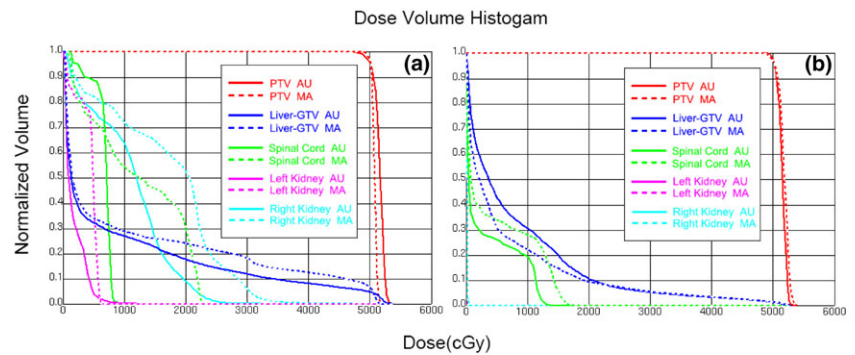 Dose Volume Histogam
(a)
1.0
0.9
0.8
0.7
0.6
0.5
0.4
0.3
0.2
0.1
0.0
0
1000
2000
3000
4000
5000
6000
PTV AU
PTV MA
Liver-GTV AU
Liver-GTV MA
Spinal Cord AU
Spinal Cord MA
Left Kidney AU
Left Kidney MA
Right Kidney AU
Right Kidney MA
(b)
1.0
0.9
0.8
0.7
0.6
0.5
0.4
0.3
0.2
0.1
0.0
0
1000
2000
3000
4000
5000
6000
PTV AU
PTV MA
Liver-GTV AU
Liver-GTV MA
Spinal Cord AU
Spinal Cord MA
Left Kidney AU
Left Kidney MA
Right Kidney AU
Right Kidney MA
Normalized Volume
Dose(cGy)